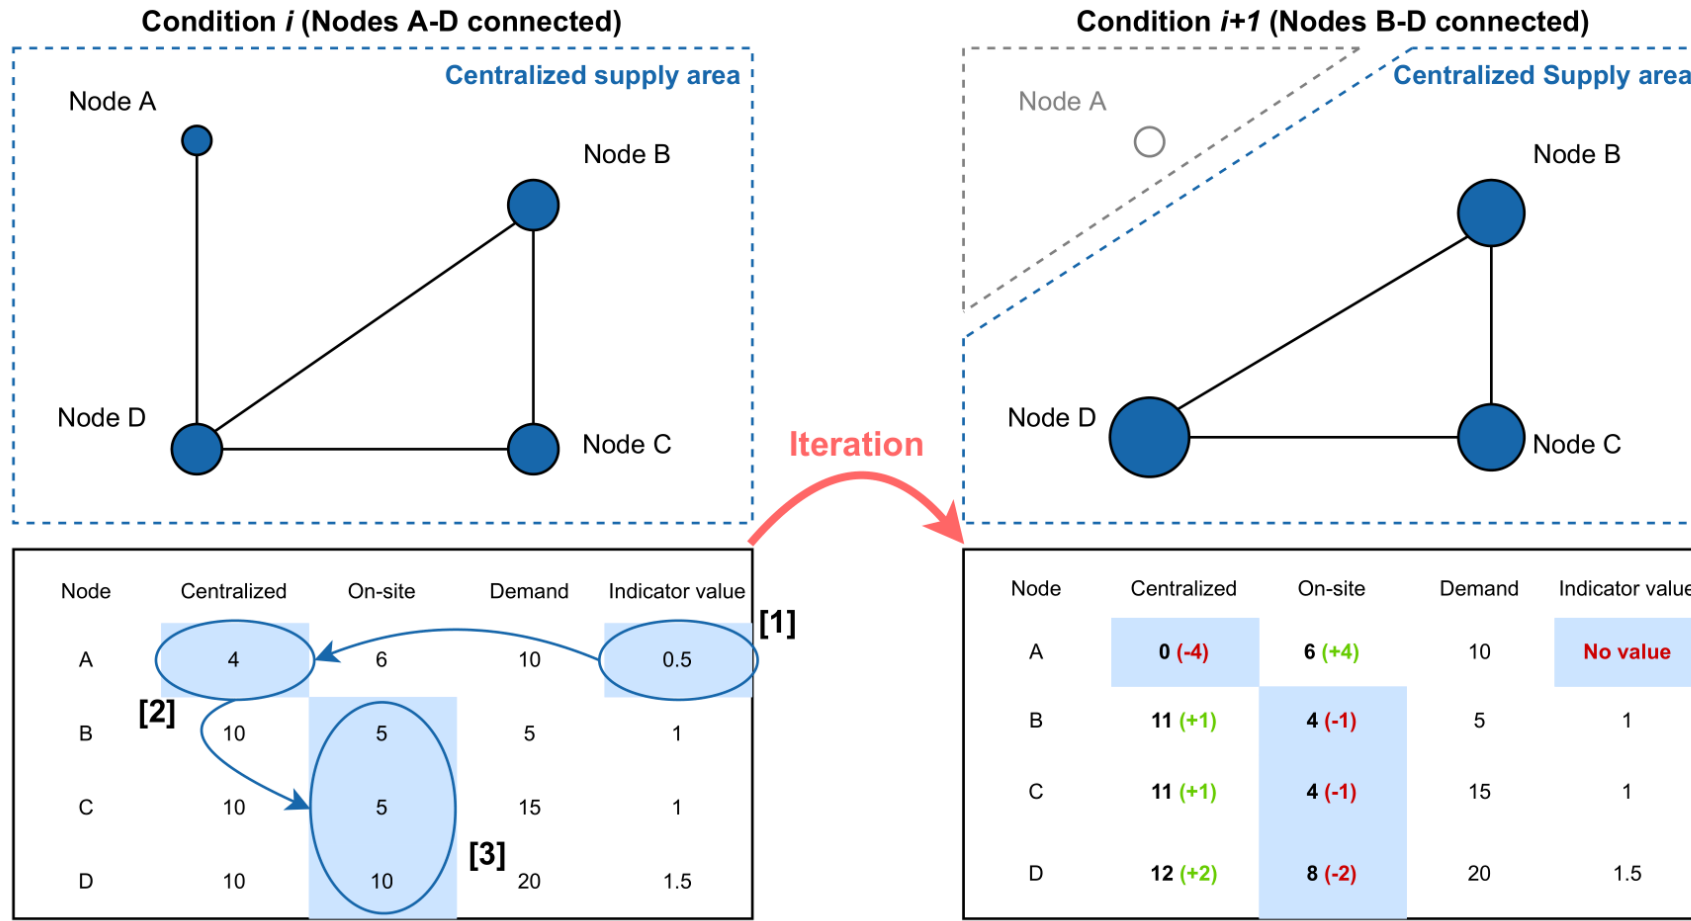 Condition i (Nodes A-D connected)
Centralized supply area
Node A
Node B
Node D
Node C
Iteration
Condition i+1 (Nodes B-D connected)
Centralized Supply area
Node A
Node B
Node D
Node C
Node Centralized On-site Demand Indicator value
[1]
A 4 6 10 0.5
[2]
B 10 5 5 1
C 10 5 15 1
[3]
D 10 10 20 1.5
Node Centralized On-site Demand Indicator value
A 0 (-4) 6 (+4) 10 No value
B 11 (+1) 4 (-1) 5 1
C 11 (+1) 4 (-1) 15 1
D 12 (+2) 8 (-2) 20 1.5